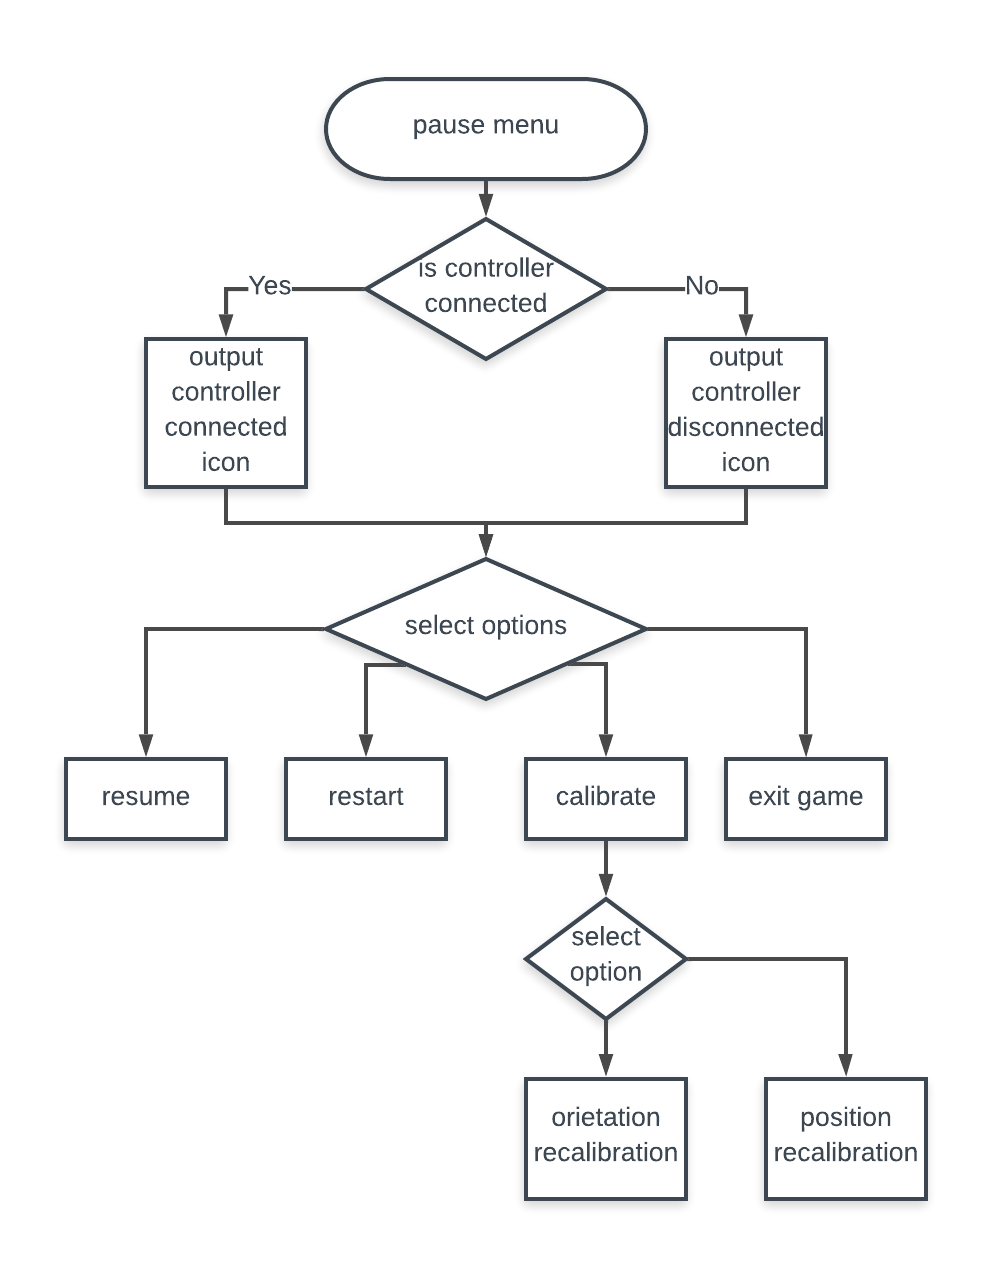 pause menu
is controller
connected
Yes
No
output
controller
connected
icon
output
controller
disconnected
icon
select options
resume
restart
calibrate
exit game
select
option
orietation
recalibration
position
recalibration